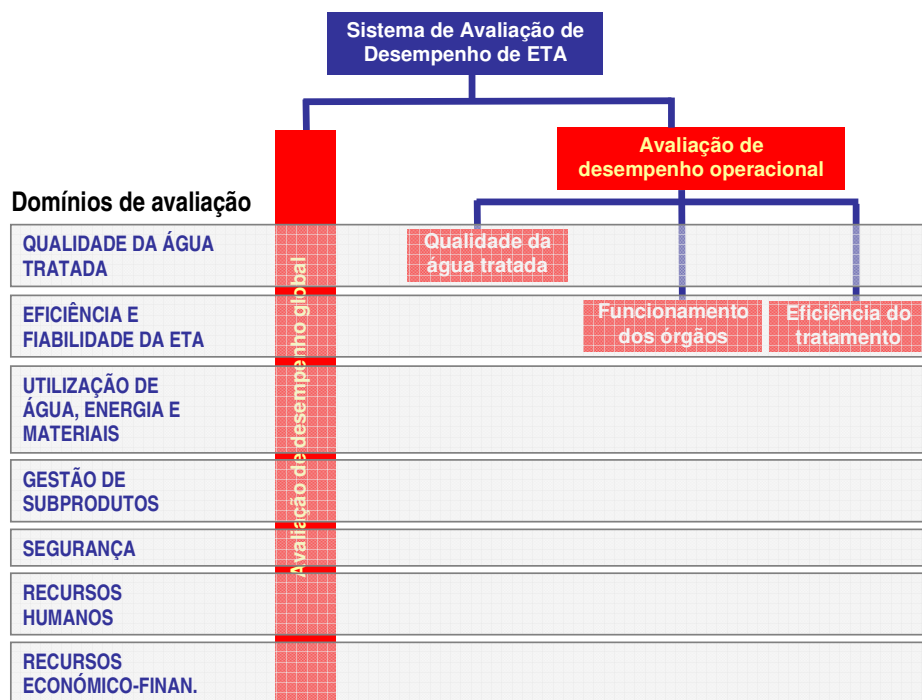 Sistema de Avaliação de
Desempenho de ETA
Avaliação de
desempenho operacional
Domínios de avaliação
QUALIDADE DA ÁGUA
TRATADA
Qualidade da
água tratada
EFICIÊNCIA E
FIABILIDADE DA ETA
Funcionamento
dos órgãos
Eficiência do
tratamento
Avaliação de desempenho global
UTILIZAÇÃO DE
ÁGUA, ENERGIA E
MATERIAIS
GESTÃO DE
SUBPRODUTOS
SEGURANÇA
RECURSOS
HUMANOS
RECURSOS
ECONÓMICO-FINAN.